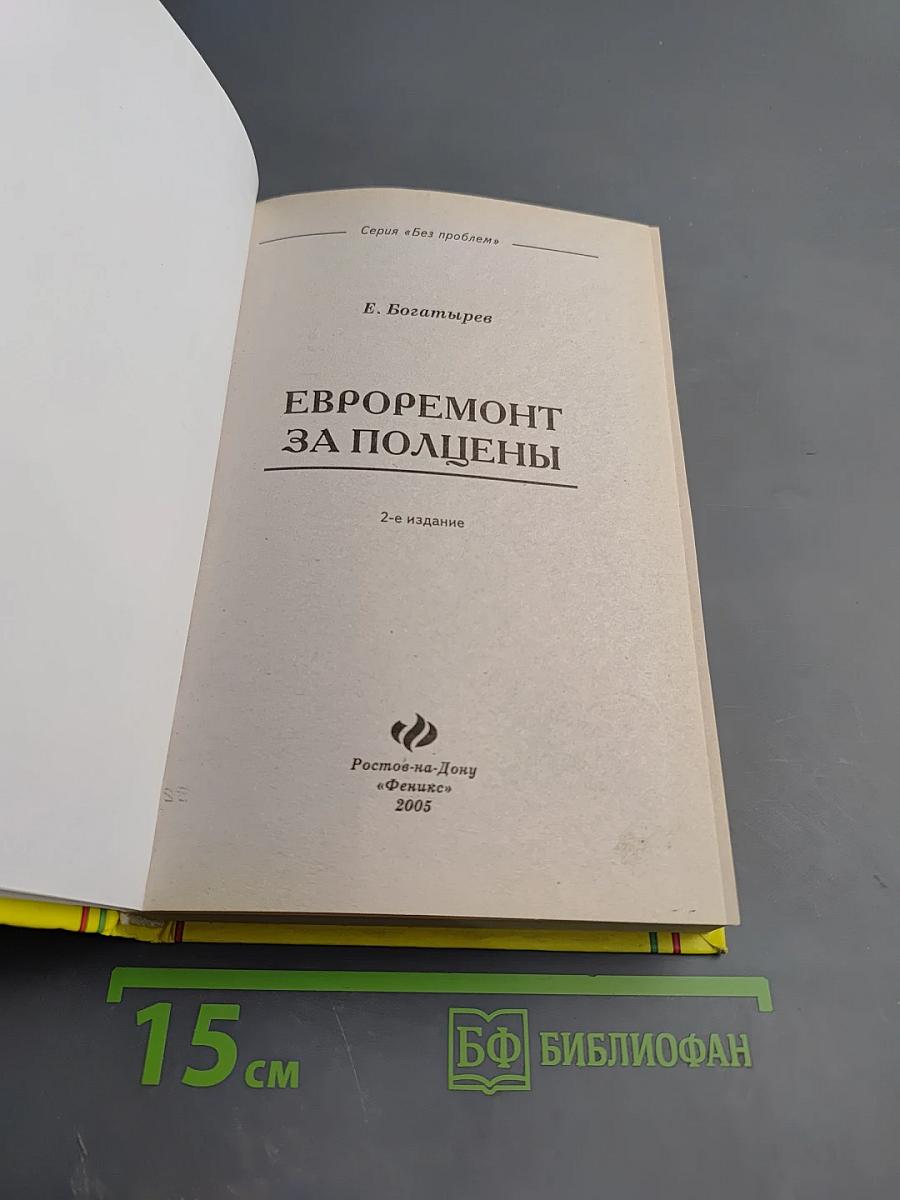 Серия «Без проблем»
Е. Богатырев
ЕВРОРЕМОНТ
ЗА ПОЛЦЕНЫ
2-е издание
Ростов-на-Дону
«Феникс»
2005
15 см
БФ БИБЛИОФАН